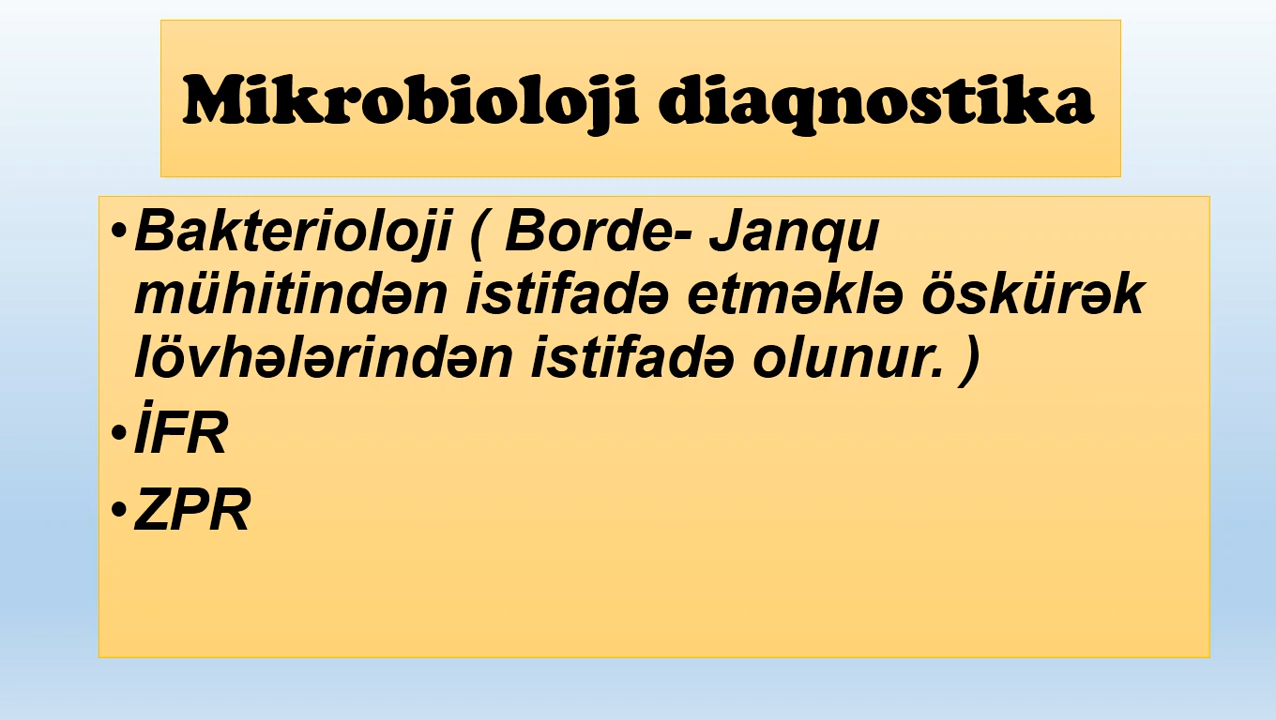 Mikrobioloji diaqnostika
•Bakterioloji ( Borde- Janqu
mühitindən istifadə etməklə öskürək
lövhələrindən istifadə olunur. )
•İFR
•ZPR